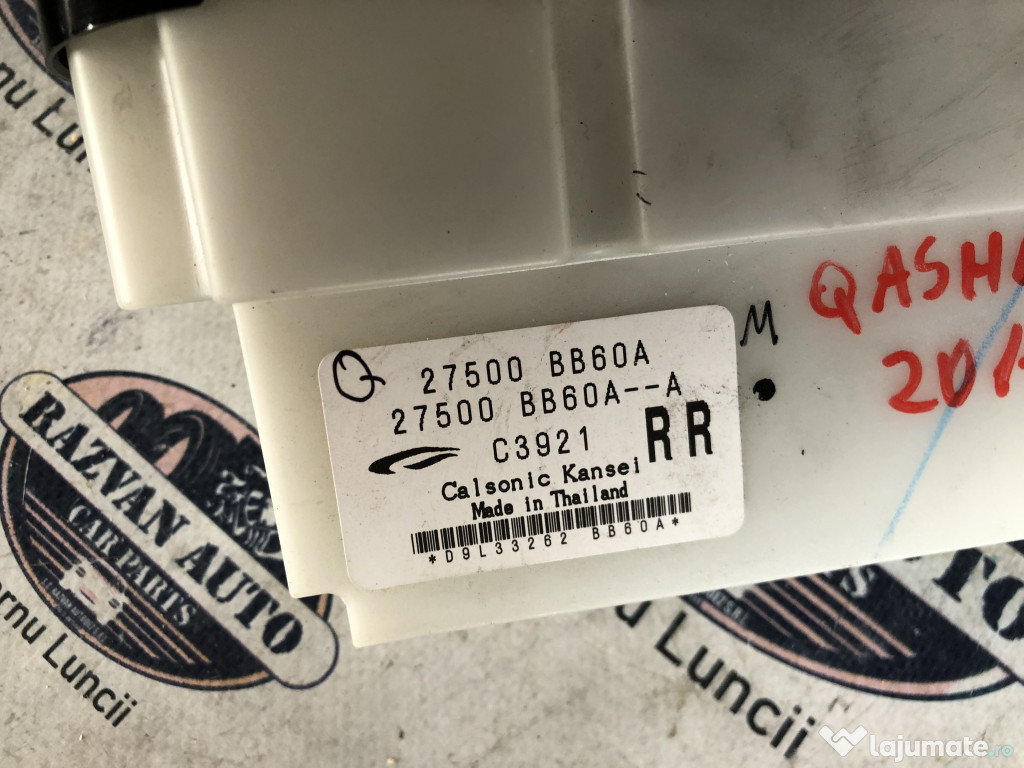 Q 27500 BB60A
27500 BB60A--A
C3921 RR
Calsonic Kansei
Made in Thailand
*D9L33262 BB60A*
M
QASH
201
RAZVAN AUTO
CAR PARTS
Luncii
Luncii
lajumate.ro